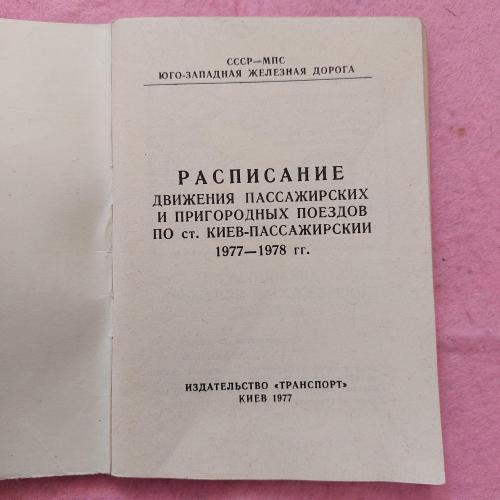 СССР—МПС
ЮГО-ЗАПАДНАЯ ЖЕЛЕЗНАЯ ДОРОГА
РАСПИСАНИЕ
ДВИЖЕНИЯ ПАССАЖИРСКИХ
И ПРИГОРОДНЫХ ПОЕЗДОВ
ПО ст. КИЕВ-ПАССАЖИРСКИЙ
1977—1978 гг.
ИЗДАТЕЛЬСТВО «ТРАНСПОРТ»
КИЕВ 1977